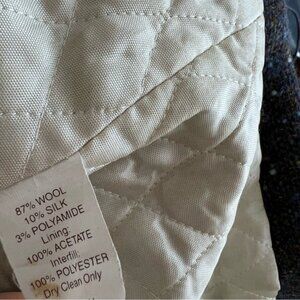 87% WOOL
10% SILK
3% POLYAMIDE
Lining:
100% ACETATE
Interfill:
100% POLYESTER
Dry Clean Only